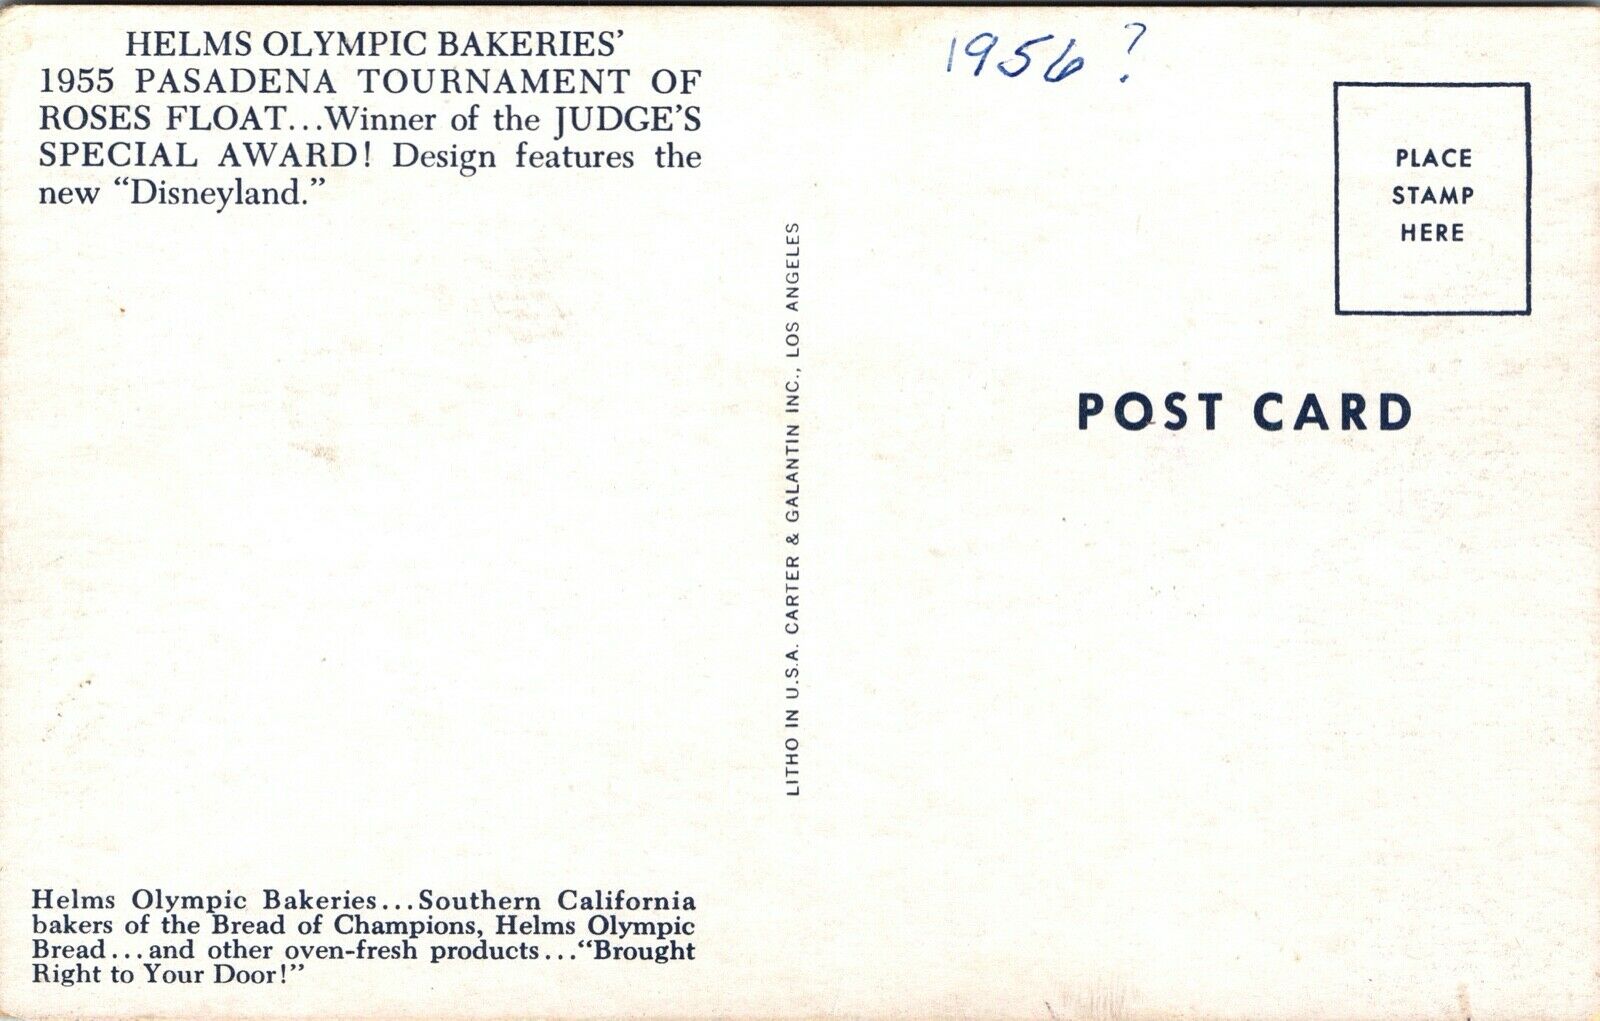 HELMS OLYMPIC BAKERIES'
1955 PASADENA TOURNAMENT OF
ROSES FLOAT...Winner of the JUDGE'S
SPECIAL AWARD! Design features the
new “Disneyland.”
Helms Olympic Bakeries...Southern California
bakers of the Bread of Champions, Helms Olympic
Bread...and other oven-fresh products...“Brought
Right to Your Door!”
LITHO IN U.S.A. CARTER & GALANTIN INC., LOS ANGELES
1956 ?
PLACE
STAMP
HERE
POST CARD